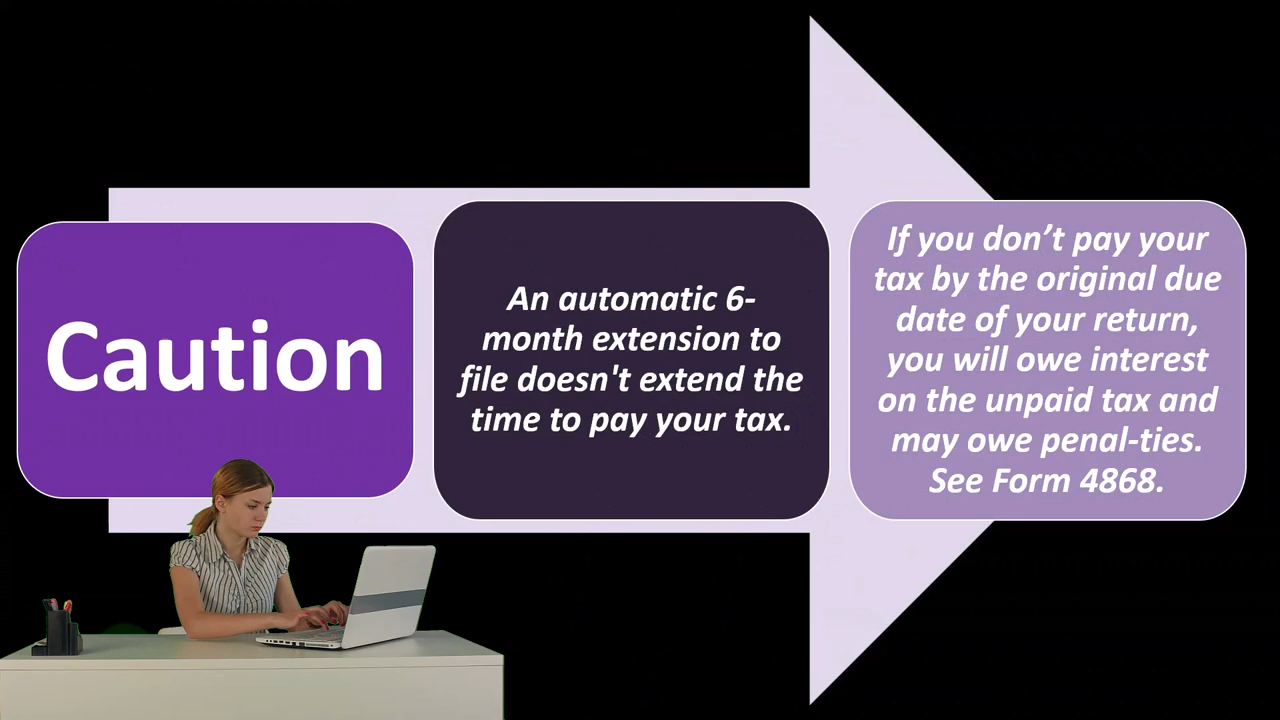 Caution
An automatic 6-
month extension to
file doesn't extend the
time to pay your tax.
If you don’t pay your
tax by the original due
date of your return,
you will owe interest
on the unpaid tax and
may owe penal-ties.
See Form 4868.